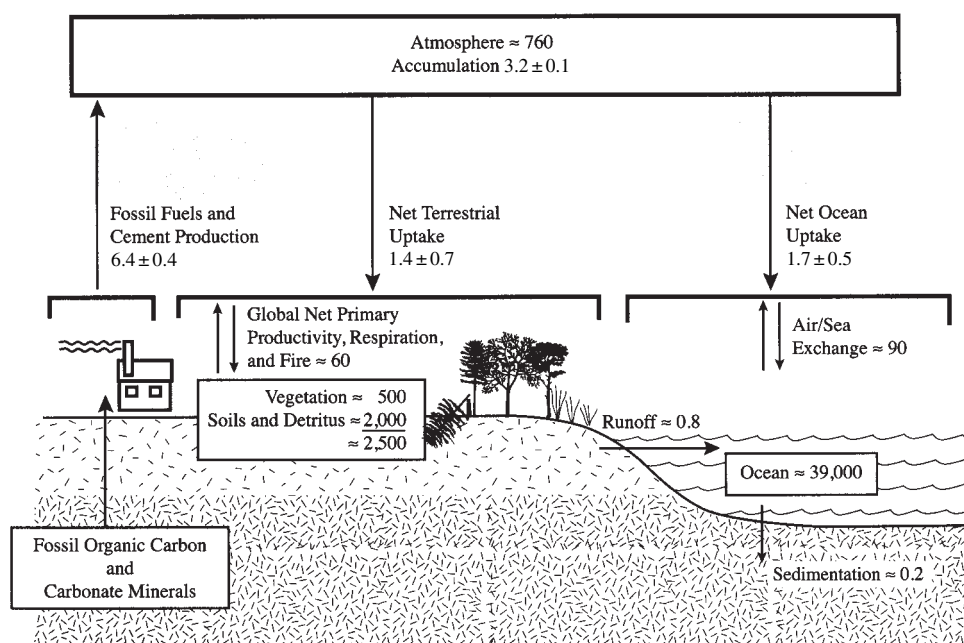 Atmosphere ≈ 760
Accumulation 3.2 ± 0.1
Fossil Fuels and
Cement Production
6.4 ± 0.4
Net Terrestrial
Uptake
1.4 ± 0.7
Net Ocean
Uptake
1.7 ± 0.5
Global Net Primary
Productivity, Respiration,
and Fire ≈ 60
Air/Sea
Exchange ≈ 90
Vegetation ≈ 500
Soils and Detritus ≈ 2,000
≈ 2,500
Runoff ≈ 0.8
Ocean ≈ 39,000
Fossil Organic Carbon
and
Carbonate Minerals
Sedimentation ≈ 0.2